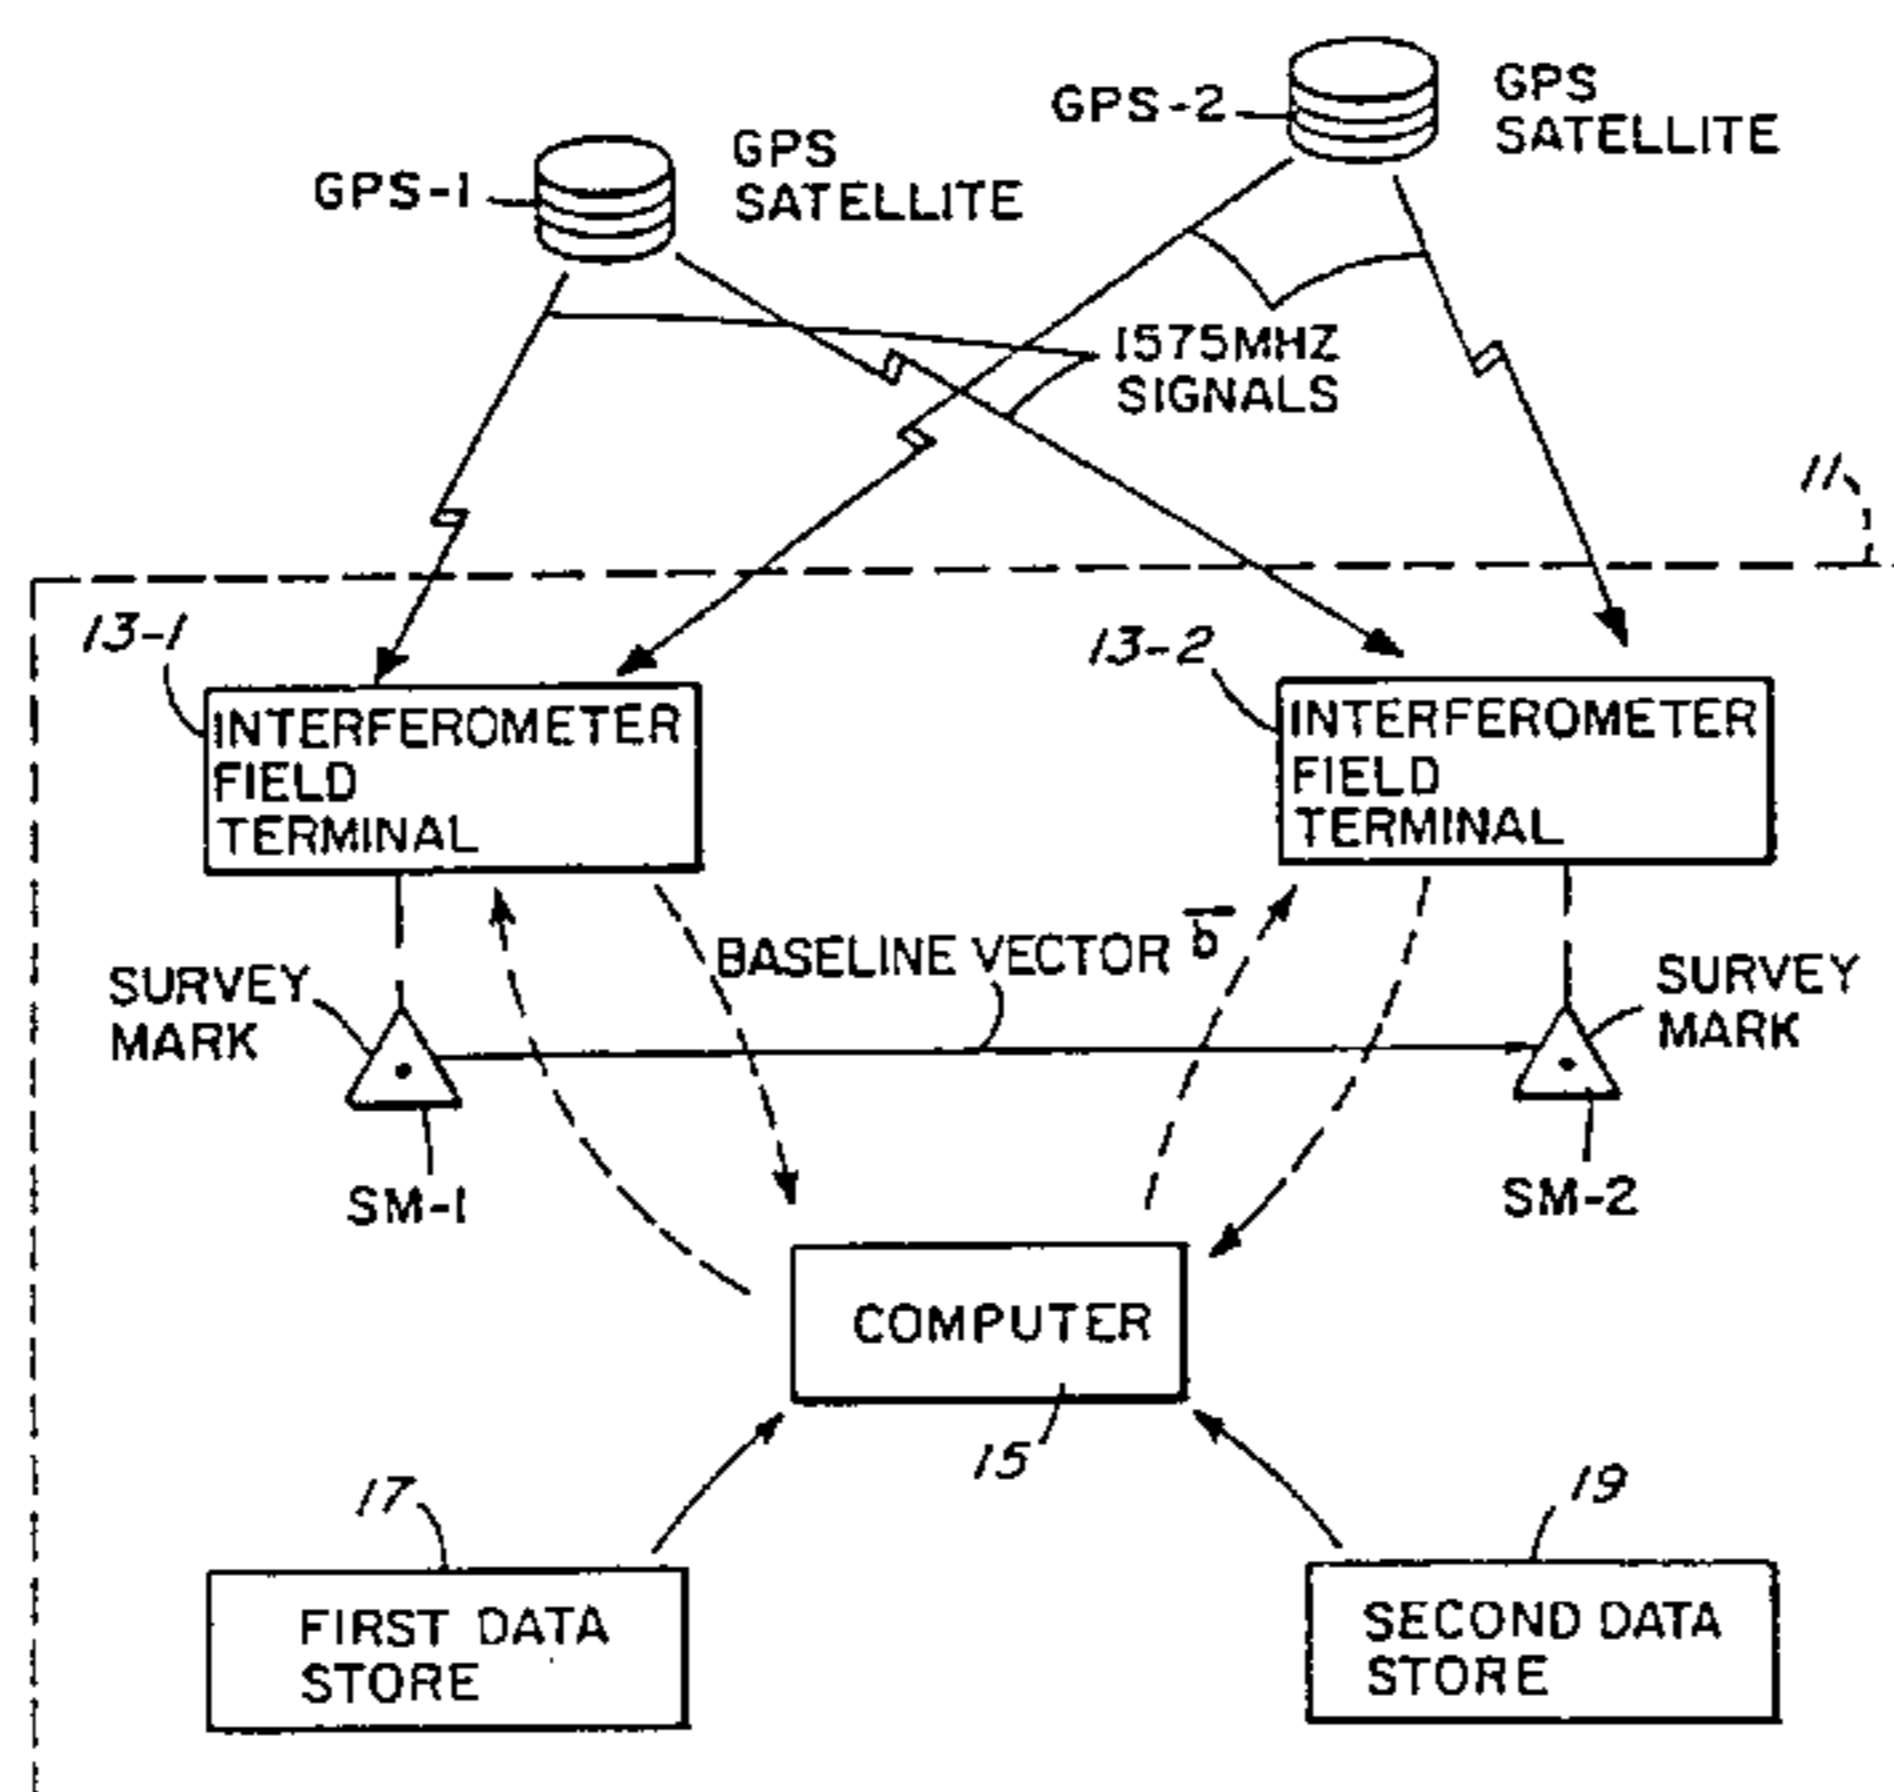 GPS-2
GPS
SATELLITE
GPS-1
GPS
SATELLITE
1575MHZ
SIGNALS
11
13-1
13-2
INTERFEROMETER
FIELD
TERMINAL
INTERFEROMETER
FIELD
TERMINAL
BASELINE VECTOR b
SURVEY
MARK
SURVEY
MARK
SM-1
SM-2
COMPUTER
15
17
19
FIRST DATA
STORE
SECOND DATA
STORE